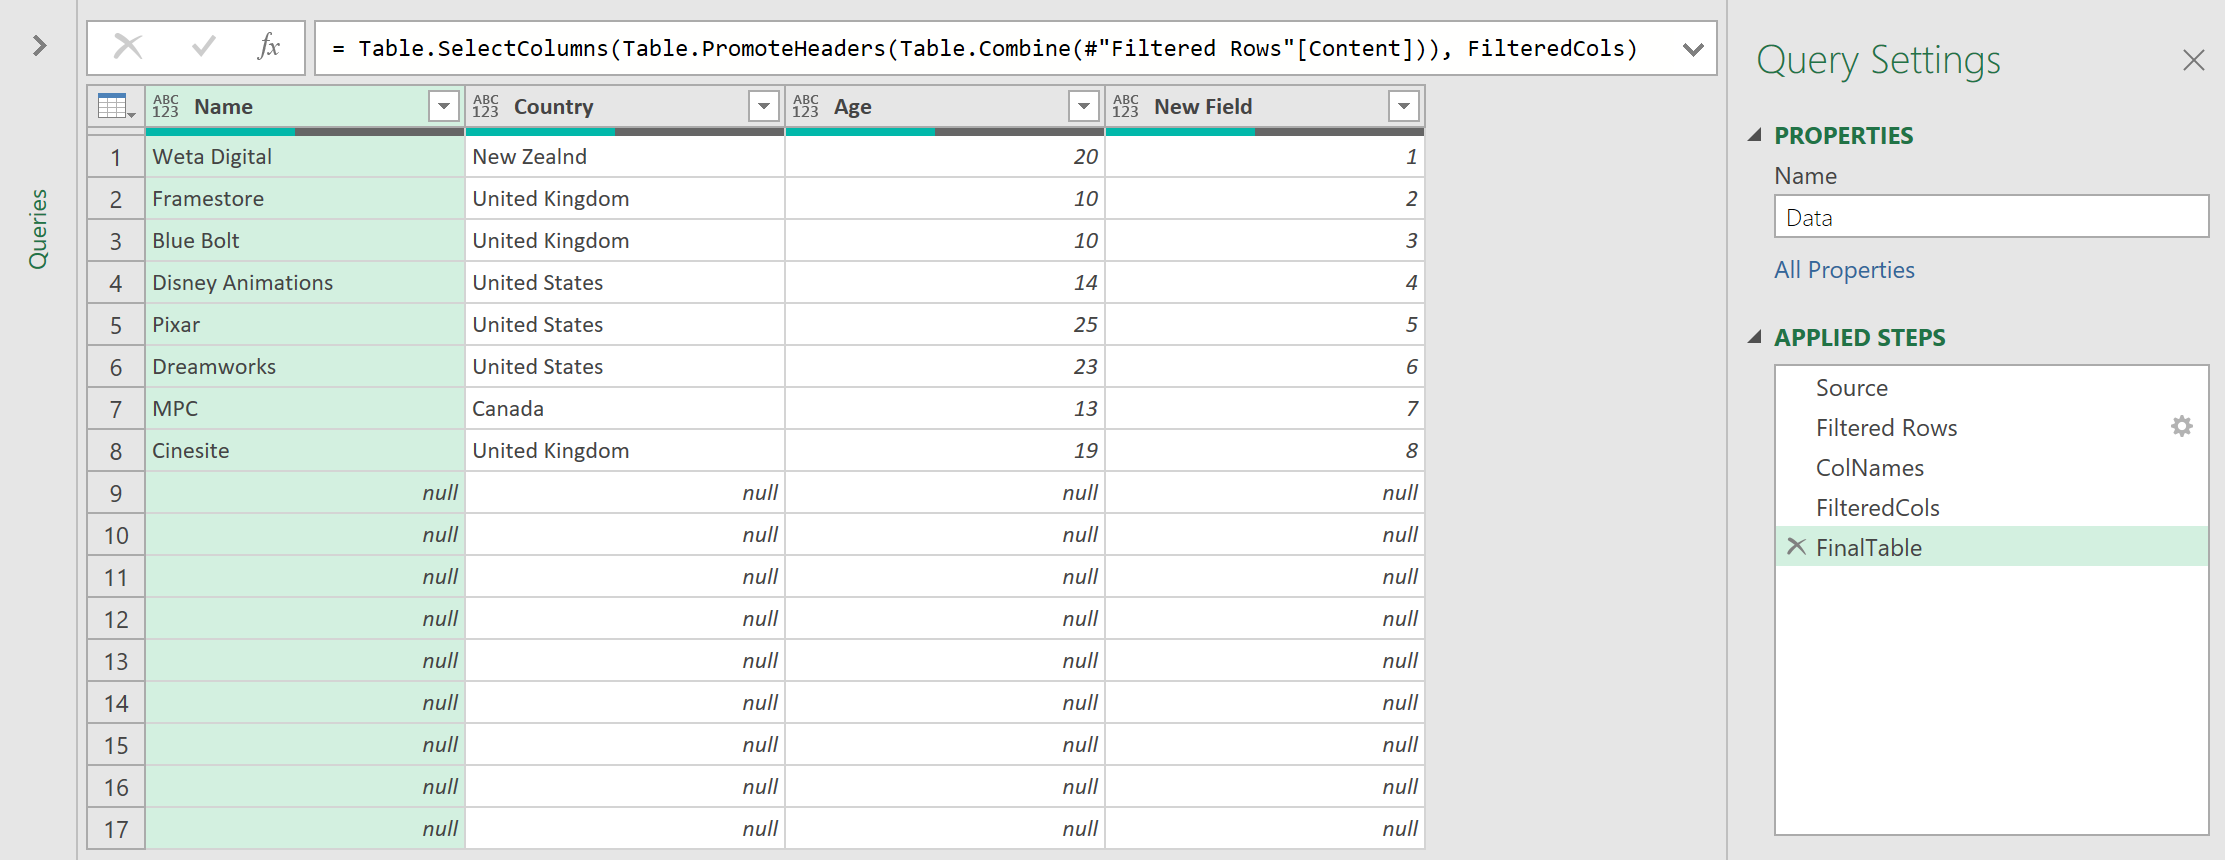 = Table.SelectColumns(Table.PromoteHeaders(Table.Combine(#"Filtered Rows"[Content])), FilteredCols)
fx
Queries
ABC 123 Name ABC 123 Country ABC 123 Age ABC 123 New Field
1 Weta Digital New Zealnd 20 1
2 Framestore United Kingdom 10 2
3 Blue Bolt United Kingdom 10 3
4 Disney Animations United States 14 4
5 Pixar United States 25 5
6 Dreamworks United States 23 6
7 MPC Canada 13 7
8 Cinesite United Kingdom 19 8
9 null null null null
10 null null null null
11 null null null null
12 null null null null
13 null null null null
14 null null null null
15 null null null null
16 null null null null
17 null null null null
Query Settings
PROPERTIES
Name
Data
All Properties
APPLIED STEPS
Source
Filtered Rows
ColNames
FilteredCols
FinalTable